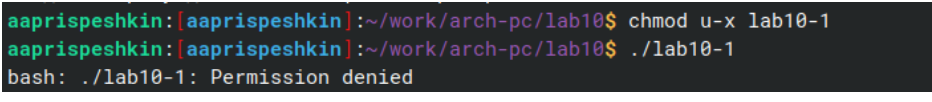 aaprispeshkin:[aaprispeshkin]:~/work/arch-pc/lab10$ chmod u-x lab10-1
aaprispeshkin:[aaprispeshkin]:~/work/arch-pc/lab10$ ./lab10-1
bash: ./lab10-1: Permission denied